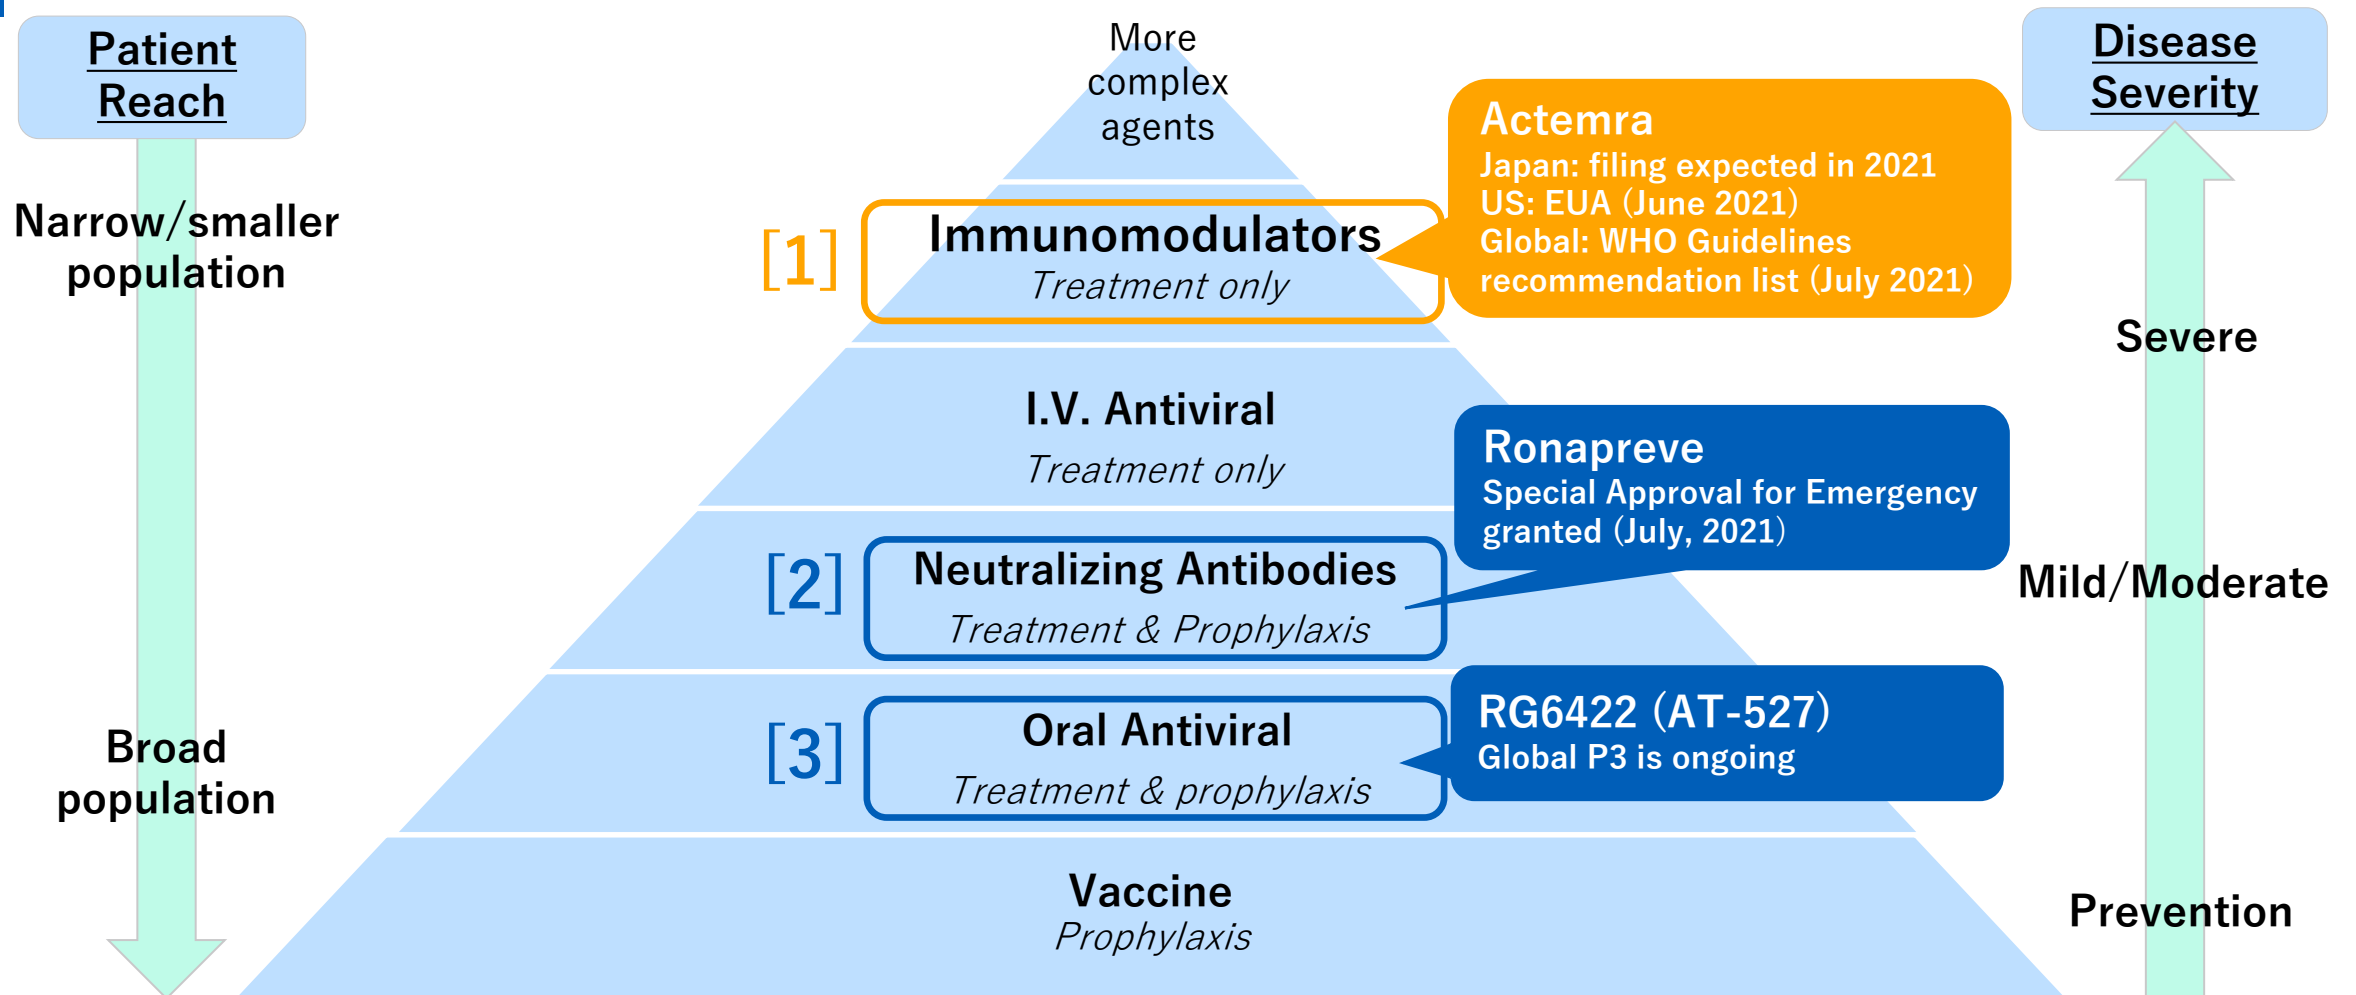 Patient
Reach
Narrow/smaller
population
Broad
population
More
complex
agents
[1]
Immunomodulators
Treatment only
I.V. Antiviral
Treatment only
[2]
Neutralizing Antibodies
Treatment & Prophylaxis
[3]
Oral Antiviral
Treatment & prophylaxis
Vaccine
Prophylaxis
Actemra
Japan: filing expected in 2021
US: EUA (June 2021)
Global: WHO Guidelines
recommendation list (July 2021)
Ronapreve
Special Approval for Emergency
granted (July, 2021)
RG6422 (AT-527)
Global P3 is ongoing
Disease
Severity
Severe
Mild/Moderate
Prevention